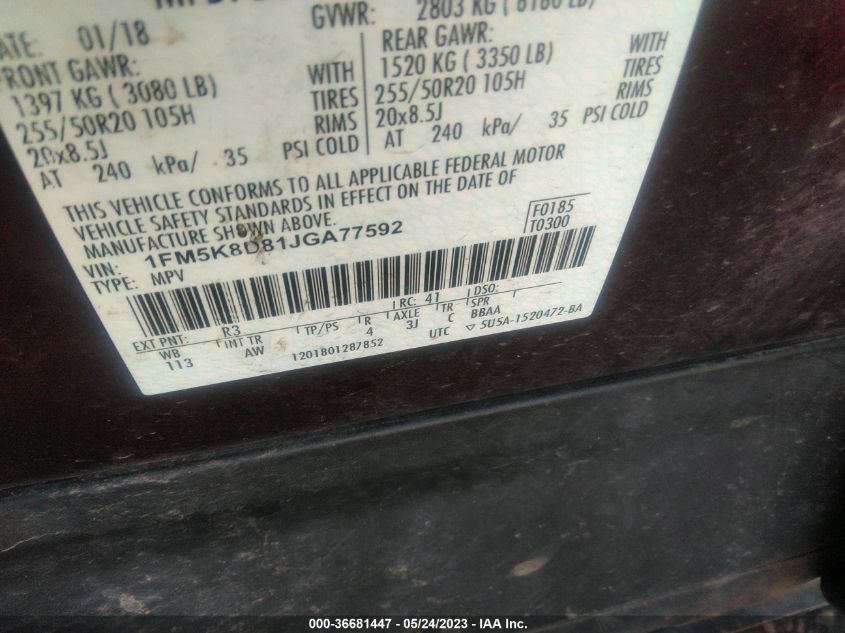 GVWR: 2803 KG ( 6180 LB)
DATE: 01/18
FRONT GAWR:
1397 KG ( 3080 LB)
255/50R20 105H
20x8.5J
AT 240 kPa/ 35 PSI COLD
WITH
TIRES
RIMS
REAR GAWR:
1520 KG ( 3350 LB)
255/50R20 105H
20x8.5J
AT 240 kPa/ 35 PSI COLD
WITH
TIRES
RIMS
THIS VEHICLE CONFORMS TO ALL APPLICABLE FEDERAL MOTOR
VEHICLE SAFETY STANDARDS IN EFFECT ON THE DATE OF
MANUFACTURE SHOWN ABOVE.
VIN: 1FM5K8D81JGA77592
TYPE: MPV
F0185
T0300
EXT PNT: R3 RC: 41 DSO:
WB INT TR TP/PS R AXLE TR SPR
113 AW 4 3J C BBAA
1201801287852 UTC ▽ 5U5A-1520472-BA
000-36681447 - 05/24/2023 - IAA Inc.